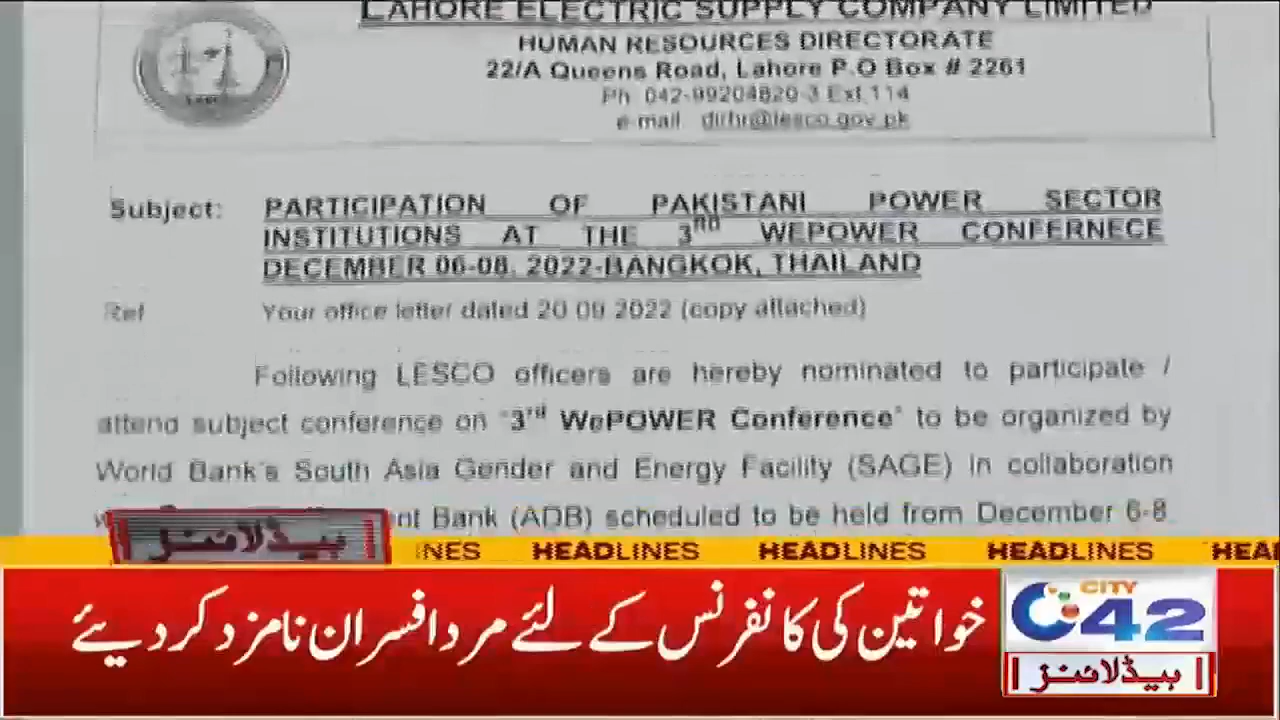 LAHORE ELECTRIC SUPPLY COMPANY LIMITED
HUMAN RESOURCES DIRECTORATE
22/A Queens Road, Lahore P.O Box # 2261
Ph 042-99204820-3 Ext.114
e-mail dirhr@lesco.gov.pk
Subject: PARTICIPATION OF PAKISTANI POWER SECTOR
INSTITUTIONS AT THE 3RD WEPOWER CONFERNECE
DECEMBER 06-08, 2022-BANGKOK, THAILAND
Ref Your office letter dated 20 09 2022 (copy attached)
Following LESCO officers are hereby nominated to participate /
attend subject conference on "3rd WePOWER Conference" to be organized by
World Bank's South Asia Gender and Energy Facility (SAGE) in collaboration
nt Bank (ADB) scheduled to be held from December 6-8
ہیڈلائنز
INES HEADLINES HEADLINES HEADLINES HEA
خواتین کی کانفرنس کے لئے مرد افسران نامزد کردیئے
CITY
42
ہیڈلائنز